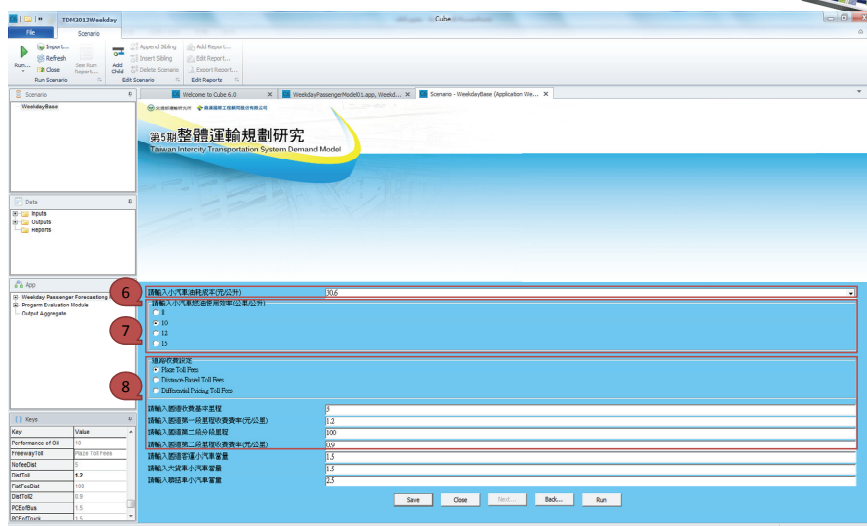 TDM2012Weekday
Cube
File
Scenario
Run...
Import...
Refresh
Close
See Run Report...
Add Child
Append Sibling
Insert Sibling
Delete Scenario
Add Report...
Edit Report...
Export Report...
Run Scenario
Edit Scenario
Edit Reports
Scenario
Welcome to Cube 6.0
WeekdayPassengerModel01.app, Weekd...
Scenario - WeekdayBase (Application We...
WeekdayBase
第5期整體運輸規劃研究
Taiwan Intercity Transportation System Demand Model
Data
Inputs
Outputs
Reports
App
Weekday Passenger Forecastiong
Progarm Evaluation Module
Output Aggregate
6
請輸入小汽車油耗成本(元/公升)
30.6
7
請輸入小汽車燃油使用效率(公里/公升)
8
10
12
15
8
道路收費設定
Plaze Toll Fees
Distance-Based Toll Fees
Differential Pricing Toll Fees
請輸入國道收費基本里程
5
請輸入國道第一段里程收費費率(元/公里)
1.2
請輸入國道第二段分段里程
100
請輸入國道第二段里程收費費率(元/公里)
0.9
請輸入國道客運小汽車當量
1.5
請輸入大貨車小汽車當量
1.5
請輸入聯結車小汽車當量
2.5
Save
Close
Next...
Back...
Run
Keys
Key
Value
Performance of Oil
10
FreewayToll
Plaze Toll Fees
NofeeDist
5
DistToll
1.2
FlatFeeDist
100
DistToll2
0.9
PCEofBus
1.5
PCEofTruck
1.5